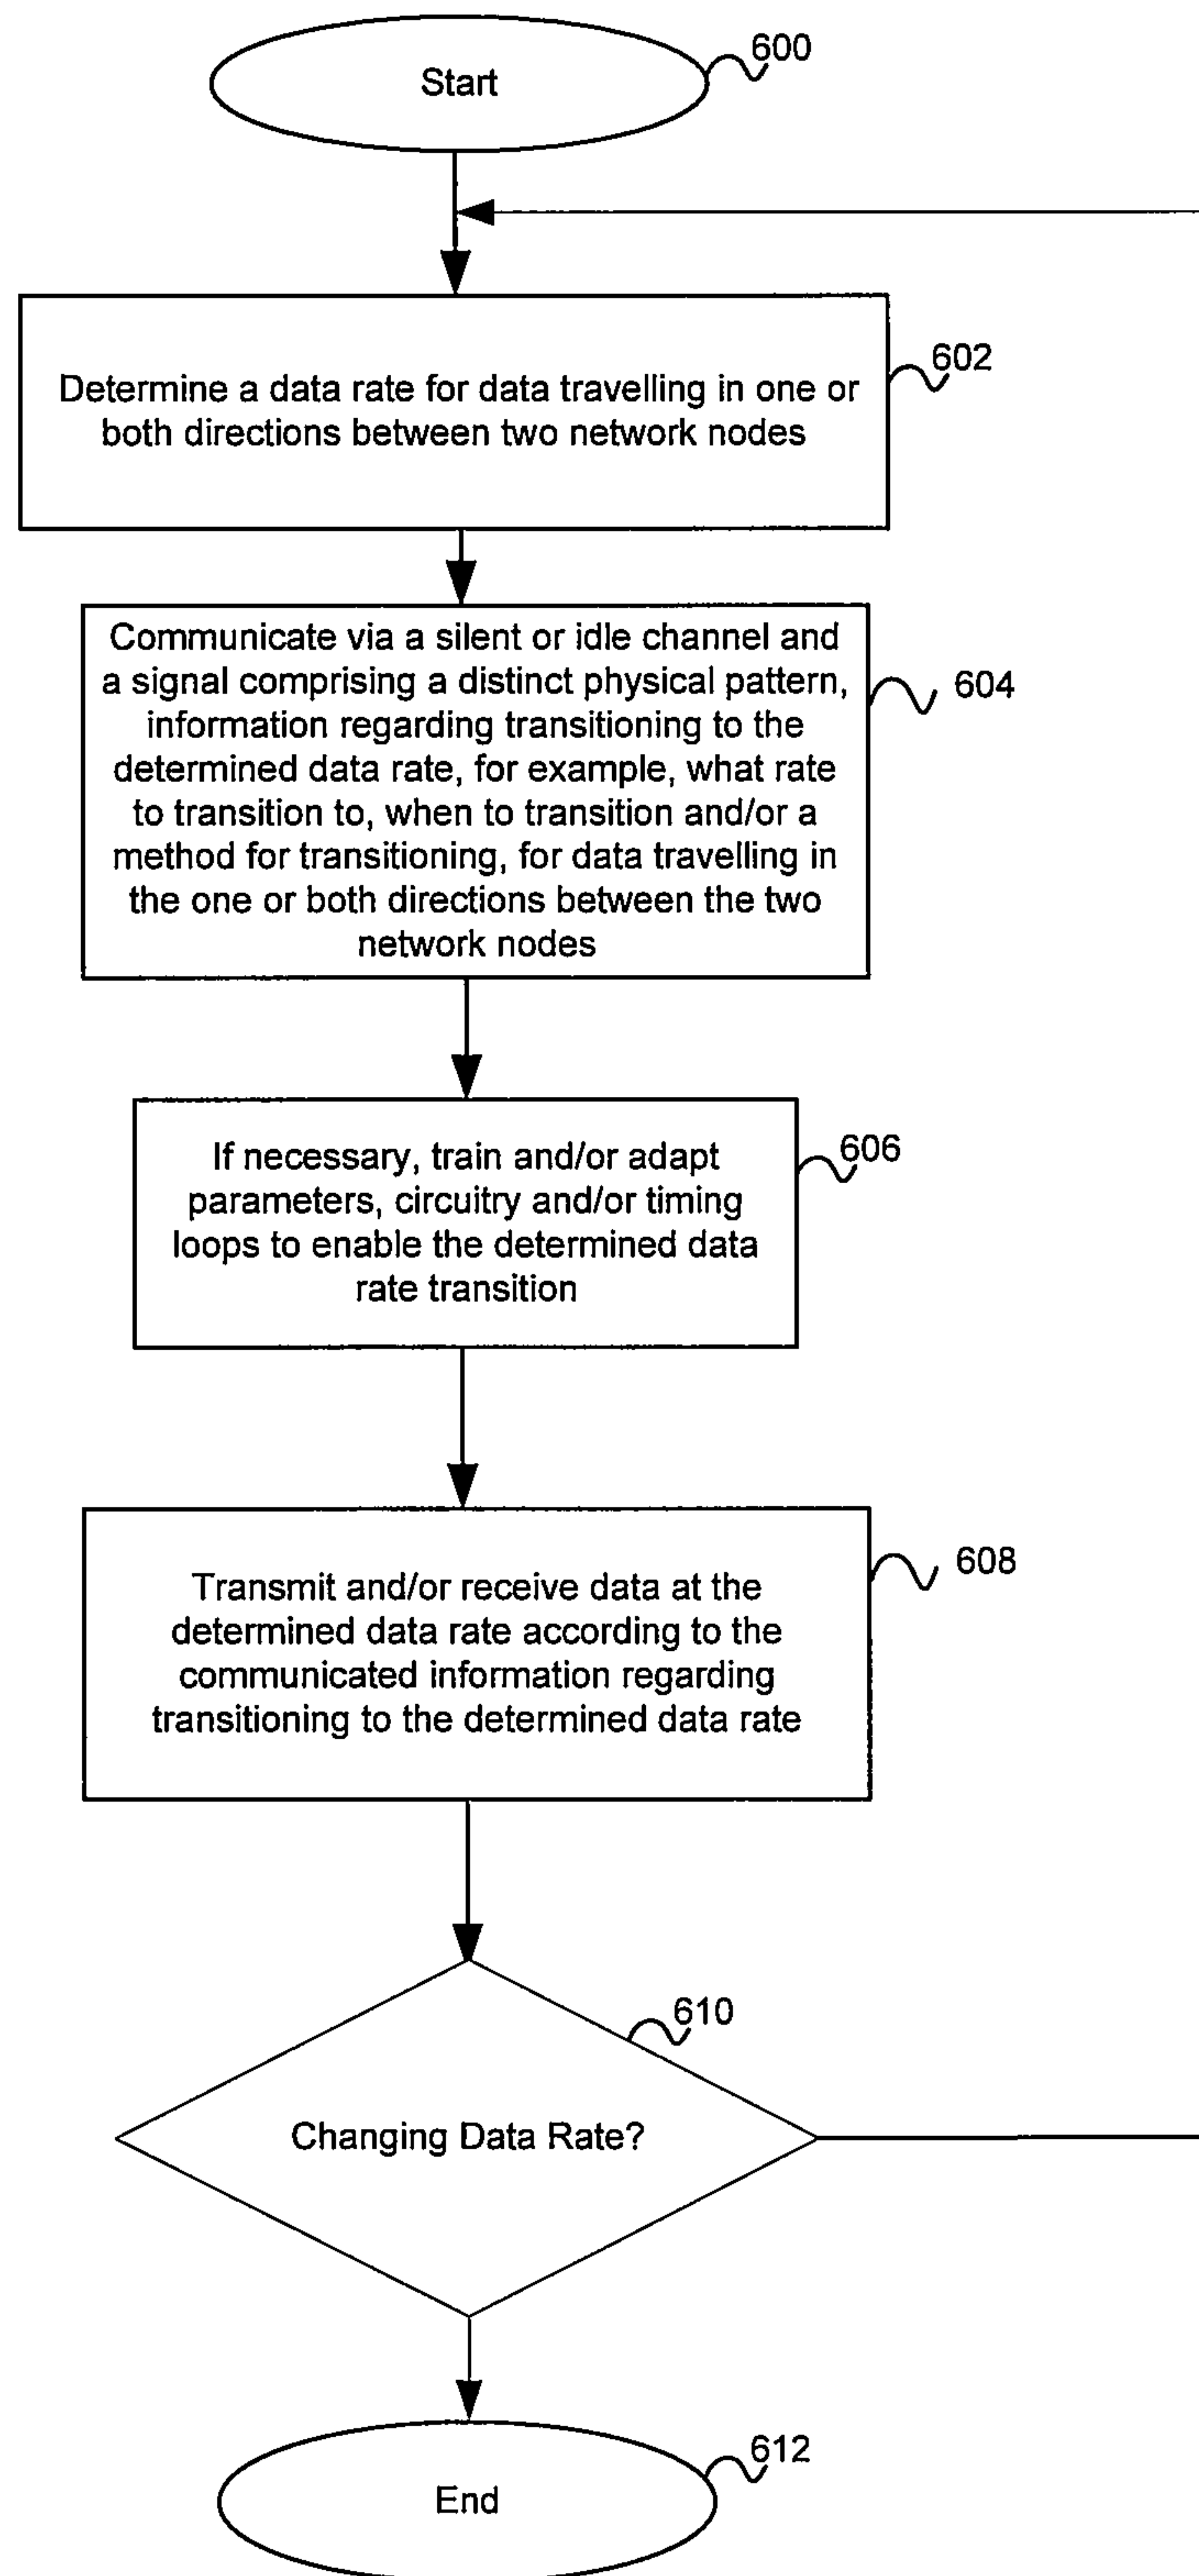 Start
600
Determine a data rate for data travelling in one or
both directions between two network nodes
602
Communicate via a silent or idle channel and
a signal comprising a distinct physical pattern,
information regarding transitioning to the
determined data rate, for example, what rate
to transition to, when to transition and/or a
method for transitioning, for data travelling in
the one or both directions between the two
network nodes
604
If necessary, train and/or adapt
parameters, circuitry and/or timing
loops to enable the determined data
rate transition
606
Transmit and/or receive data at the
determined data rate according to the
communicated information regarding
transitioning to the determined data rate
608
610
Changing Data Rate?
End
612